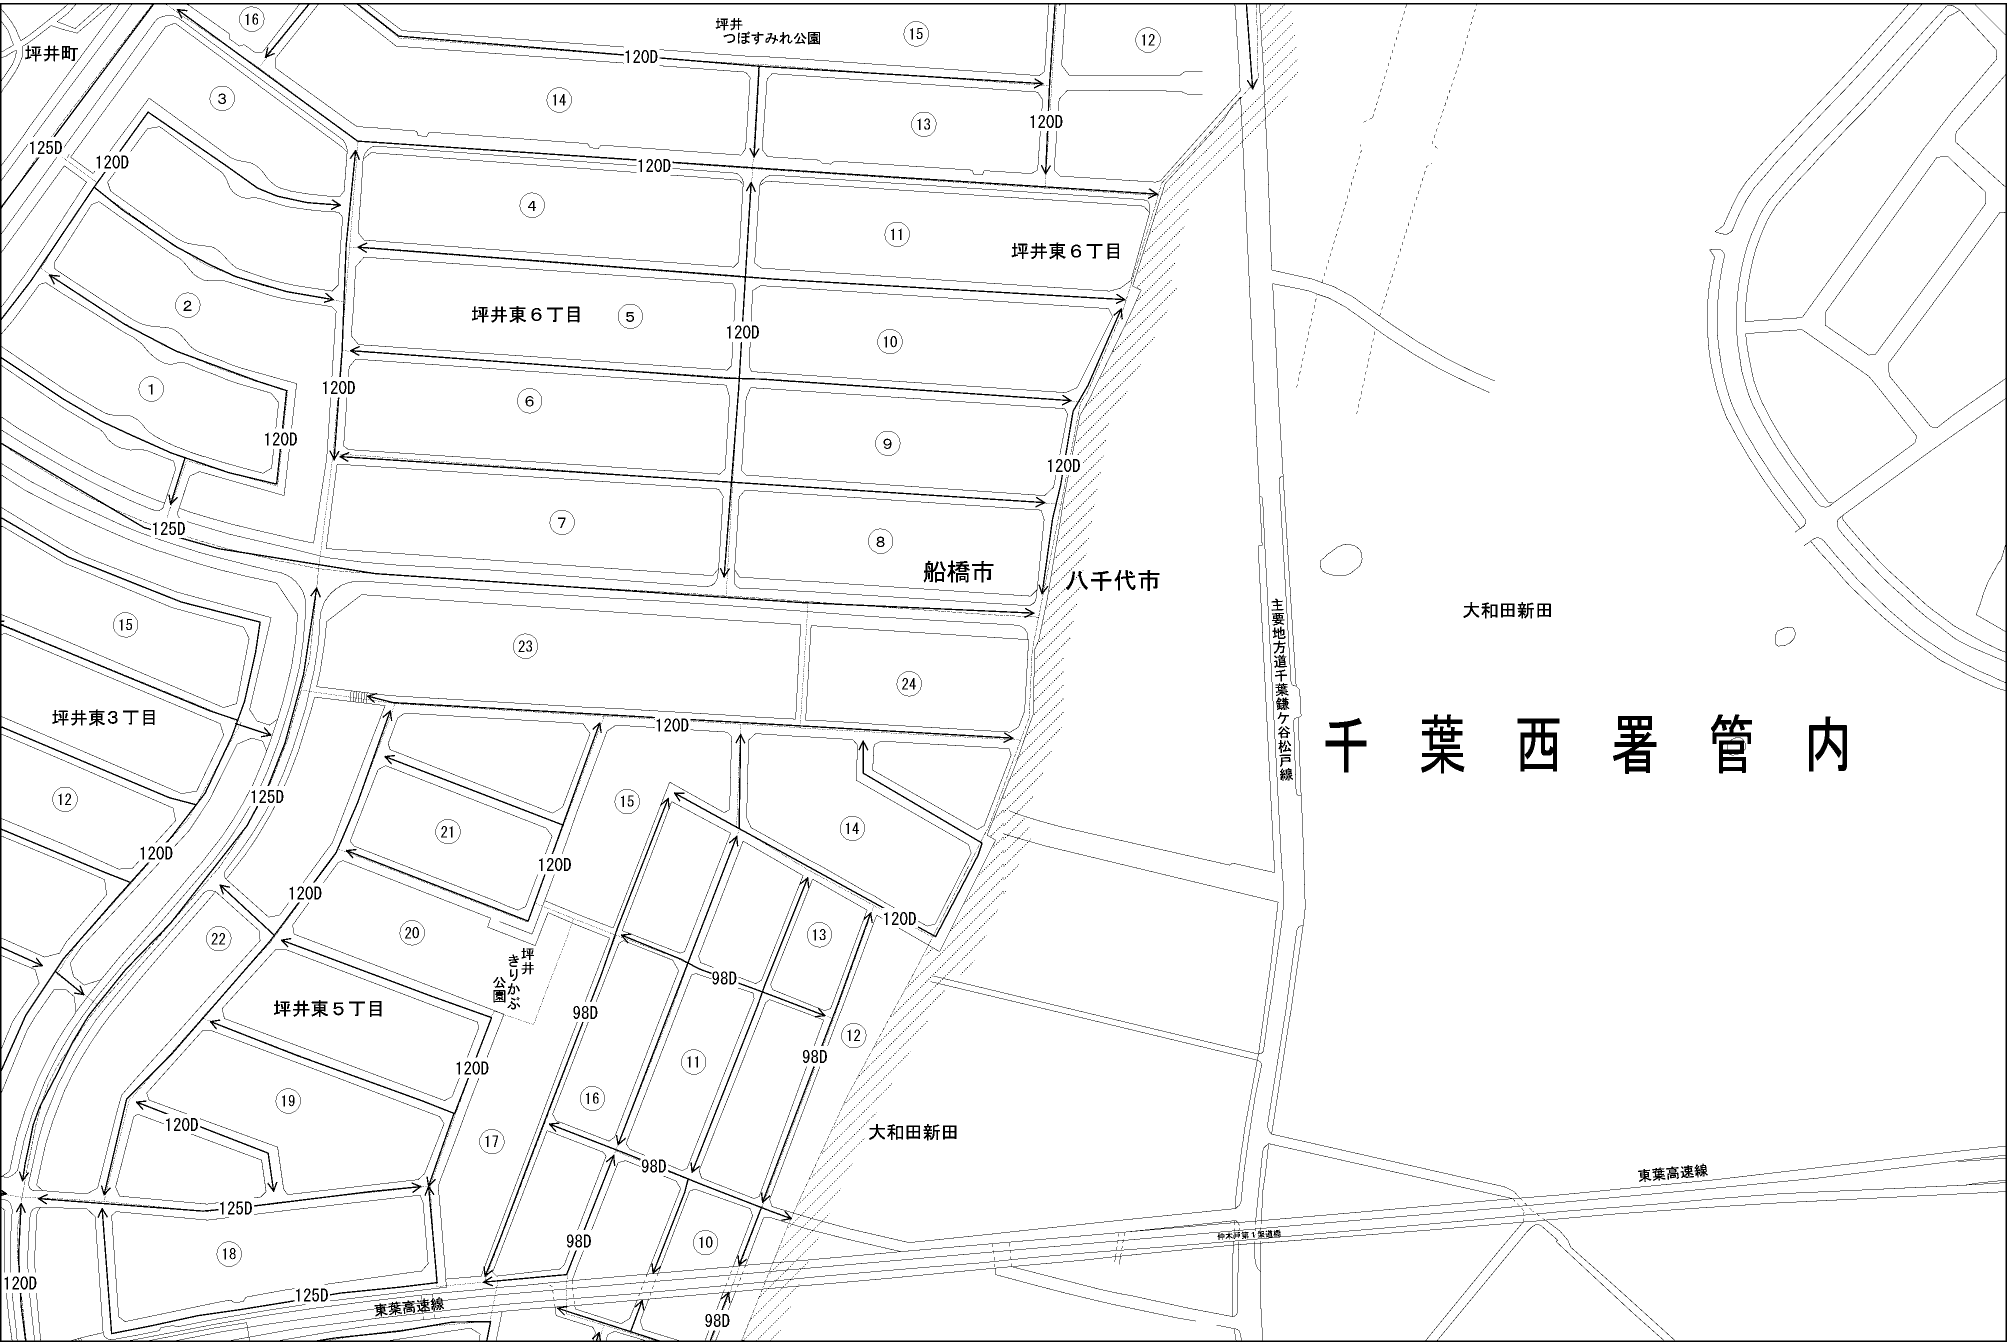 16
坪井町
坪井
つぼすみれ公園
15
12
120D
3
14
13
120D
125D
120D
120D
4
11
坪井東６丁目
2
坪井東６丁目
5
120D
10
120D
1
6
9
120D
120D
7
125D
8
船橋市
八千代市
大和田新田
主要地方道千葉鎌ケ谷松戸線
15
23
24
坪井東３丁目
120D
千葉西署管内
12
125D
15
21
14
120D
120D
120D
22
20
120D
13
坪井
きりかぶ
公園
98D
坪井東５丁目
98D
12
120D
11
98D
19
16
120D
17
大和田新田
98D
東葉高速線
125D
18
98D
10
120D
125D
東葉高速線
98D